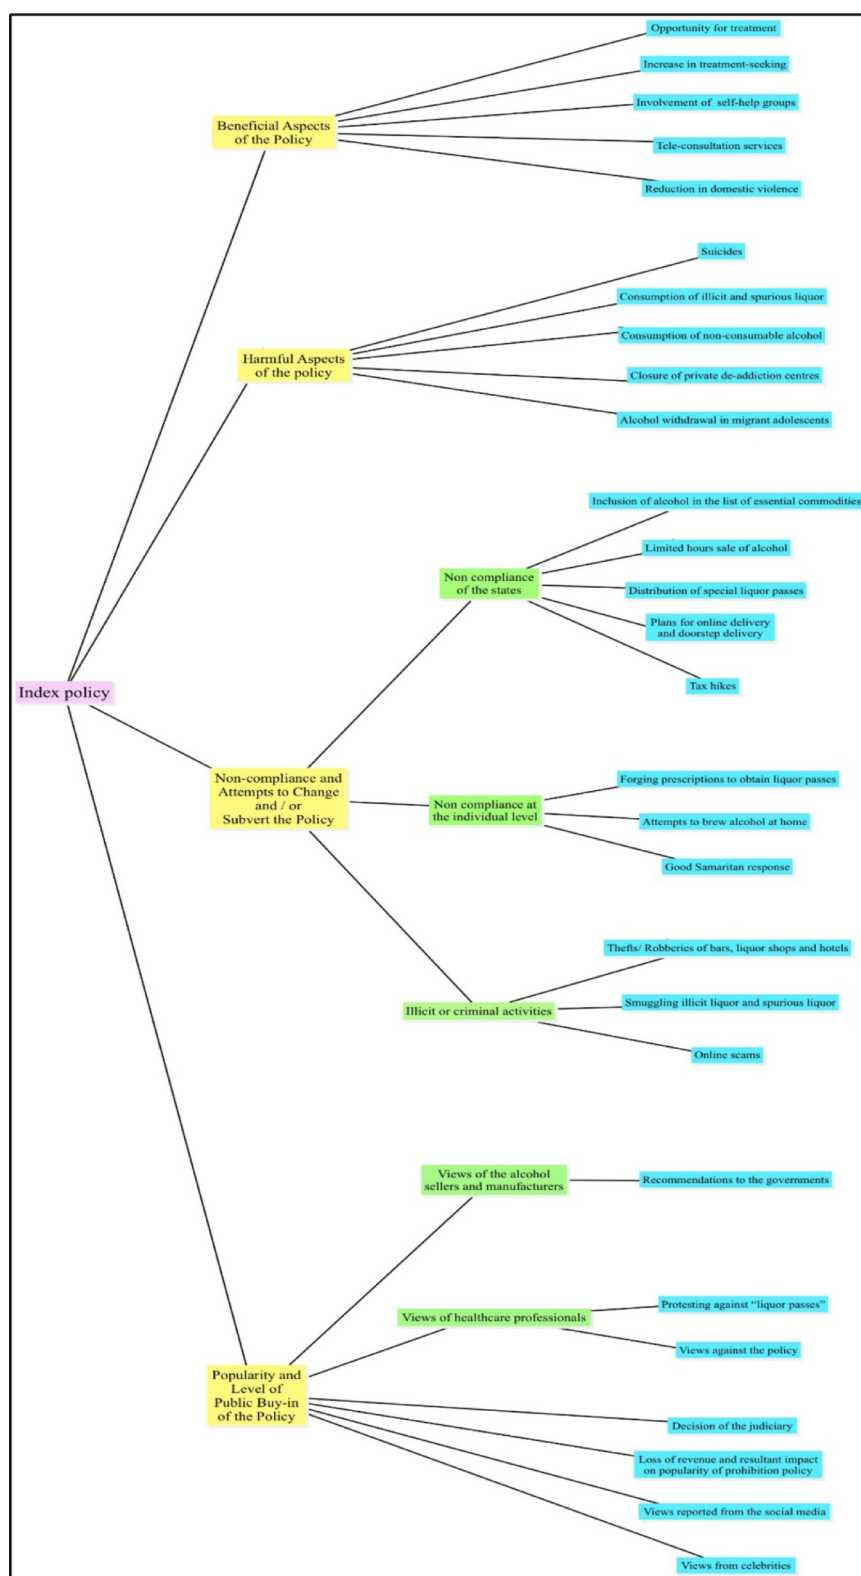 Opportunity for treatment
Increase in treatment-seeking
Involvement of self-help groups
Beneficial Aspects
of the Policy
Tele-consultation services
Reduction in domestic violence
Suicides
Consumption of illicit and spurious liquor
Consumption of non-consumable alcohol
Harmful Aspects
of the policy
Closure of private de-addiction centres
Alcohol withdrawal in migrant adolescents
Inclusion of alcohol in the list of essential commodities
Limited hours sale of alcohol
Non compliance
of the states
Distribution of special liquor passes
Plans for online delivery
and doorstep delivery
Tax hikes
Index policy
Non-compliance and
Attempts to Change
and / or
Subvert the Policy
Forging prescriptions to obtain liquor passes
Non compliance at
the individual level
Attempts to brew alcohol at home
Good Samaritan response
Thefts/ Robberies of bars, liquor shops and hotels
Smuggling illicit liquor and spurious liquor
Illicit or criminal activities
Online scams
Views of the alcohol
sellers and manufacturers
Recommendations to the governments
Protesting against “liquor passes”
Views of healthcare professionals
Views against the policy
Popularity and
Level of
Public Buy-in
of the Policy
Decision of the judiciary
Loss of revenue and resultant impact
on popularity of prohibition policy
Views reported from the social media
Views from celebrities